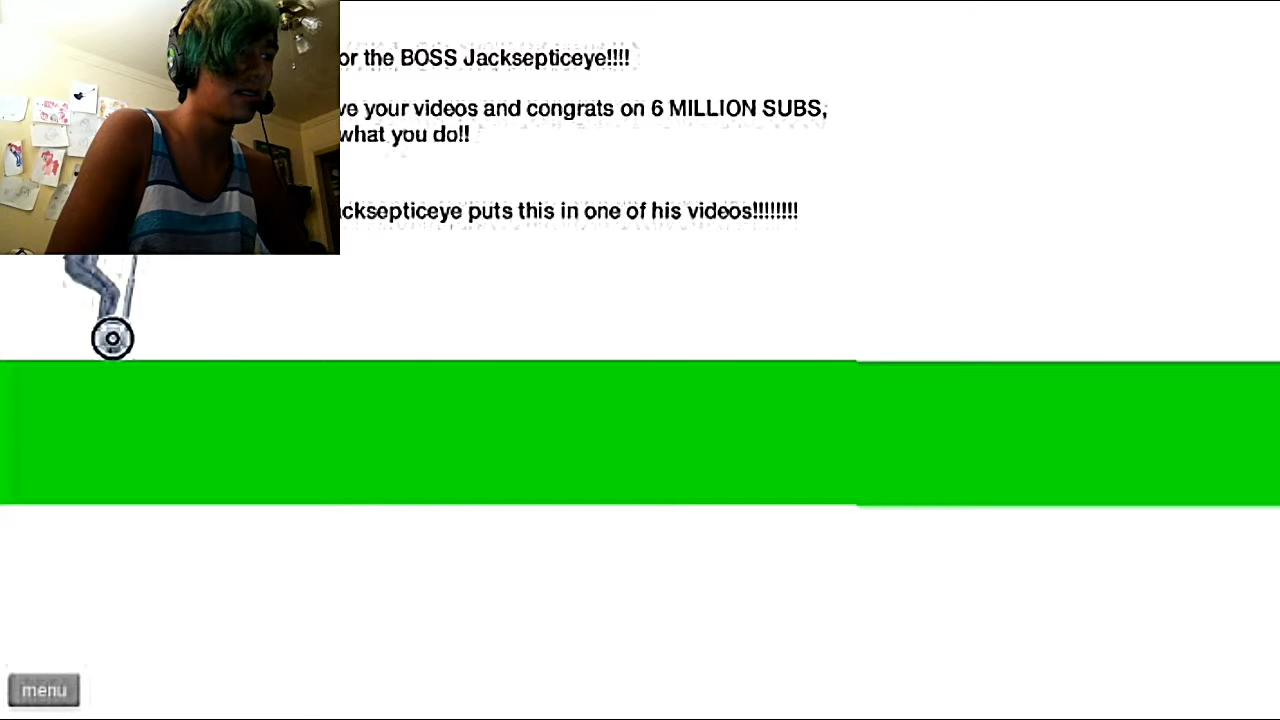 or the BOSS Jacksepticeye!!!!
ve your videos and congrats on 6 MILLION SUBS,
what you do!!
acksepticeye puts this in one of his videos!!!!!!!!
menu